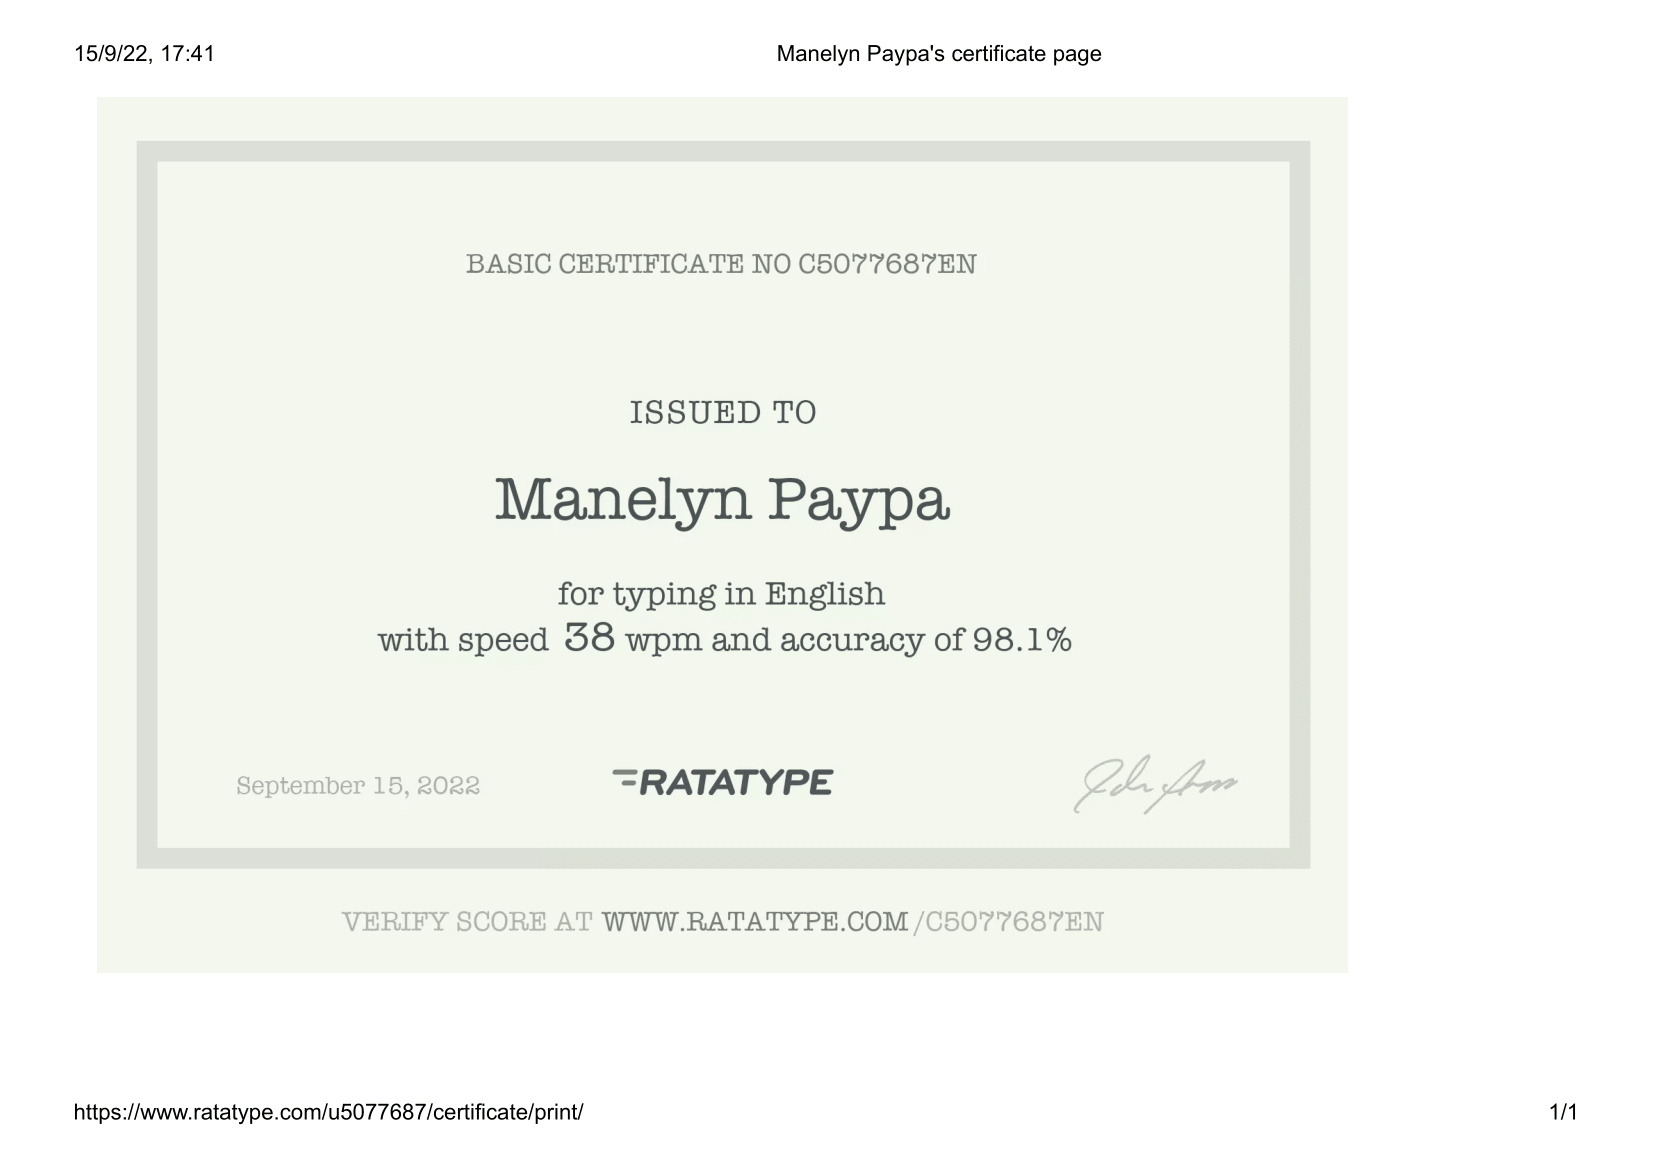 15/9/22, 17:41
Manelyn Paypa's certificate page
BASIC CERTIFICATE NO C5077687EN
ISSUED TO
Manelyn Paypa
for typing in English
with speed 38 wpm and accuracy of 98.1%
September 15, 2022
RATATYPE
VERIFY SCORE AT WWW.RATATYPE.COM/C5077687EN
https://www.ratatype.com/u5077687/certificate/print/
1/1